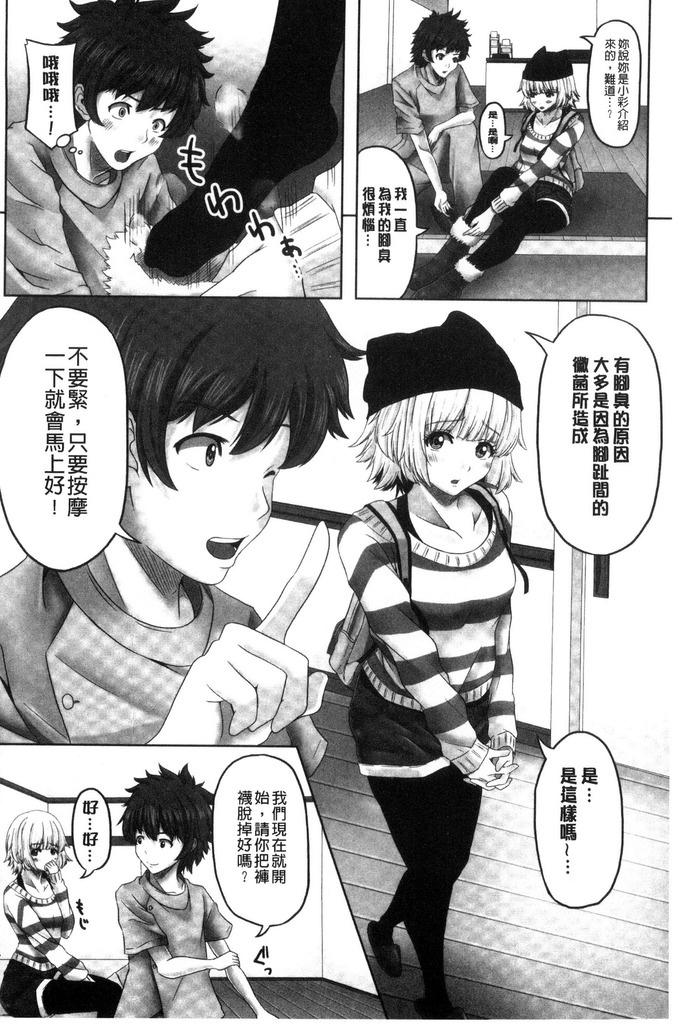 妳說妳是小彩介紹
來的，難道…？
是…是啊…
我一直
為我的腳臭
很煩惱…
哦哦哦
…！
もわわぁ…
有腳臭的原因
大多是因為腳趾間的
黴菌所造成
不要緊，只要按摩
一下就會馬上好！
是…
是這樣嗎～…
我們現在就開
始，請你把褲
襪脫掉好嗎？
好…好…
もじ
もじ